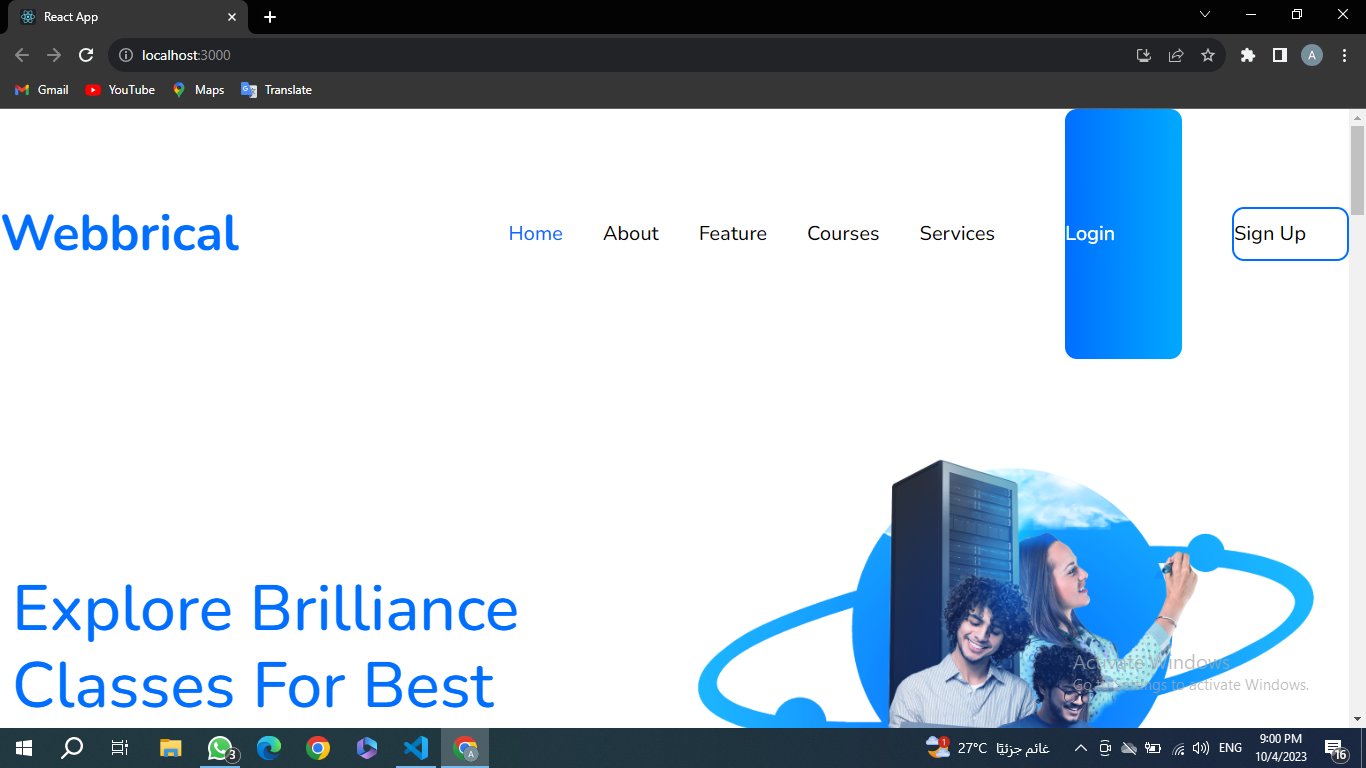 React App
localhost:3000
A
Gmail
YouTube
Maps
Translate
Webbrical
Home
About
Feature
Courses
Services
Login
Sign Up
Explore Brilliance
Classes For Best
Activate Windows
Go to Settings to activate Windows.
3
A
1
27°C
غائم جزئيًا
ENG
9:00 PM
10/4/2023
16